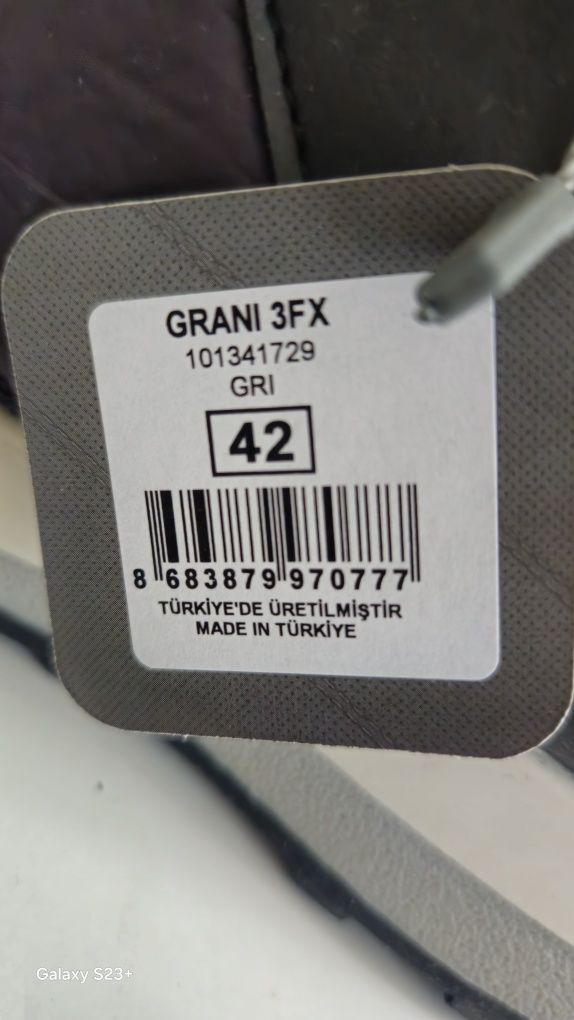 GRANI 3FX
101341729
GRI
42
8 683879 970777
TÜRKİYE'DE ÜRETİLMİŞTİR
MADE IN TÜRKİYE
Galaxy S23+